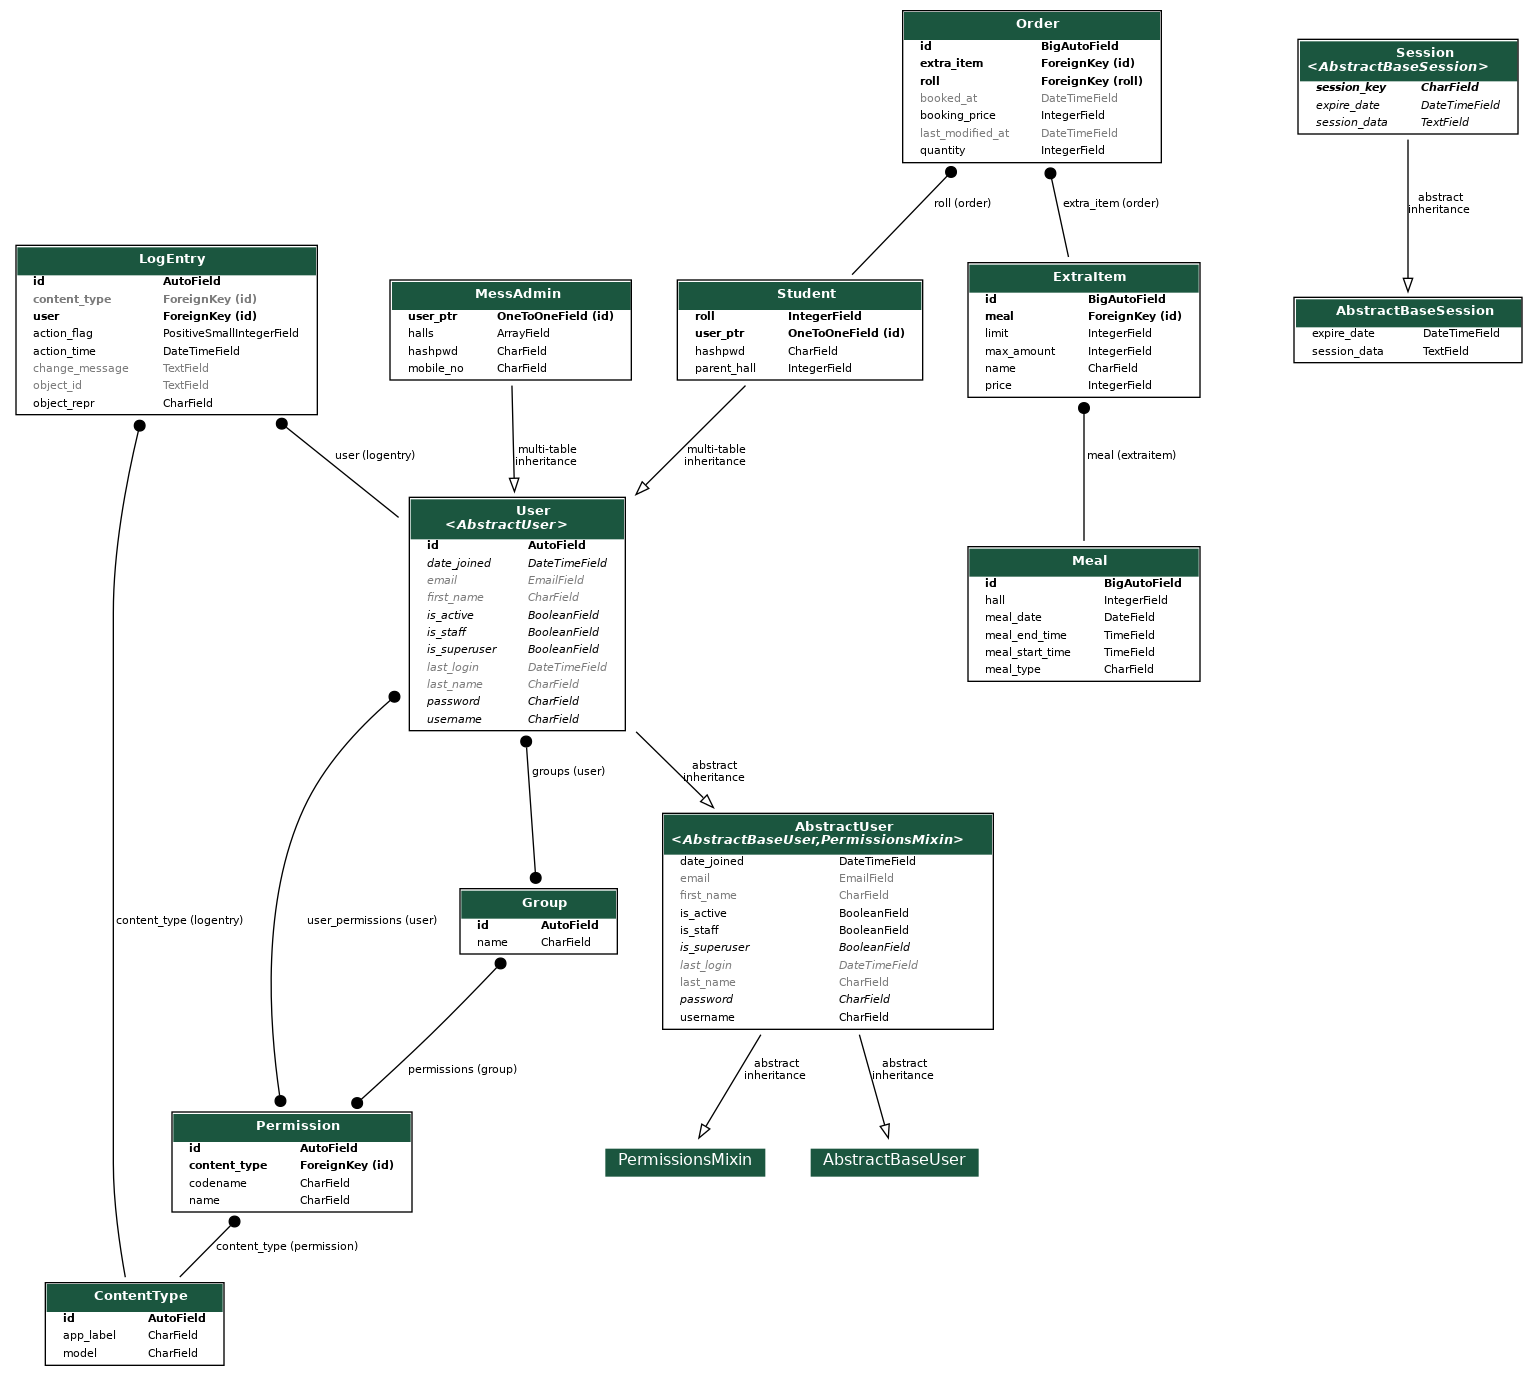 Order
id BigAutoField
extra_item ForeignKey (id)
roll ForeignKey (roll)
booked_at DateTimeField
booking_price IntegerField
last_modified_at DateTimeField
quantity IntegerField
Session
<AbstractBaseSession>
session_key CharField
expire_date DateTimeField
session_data TextField
roll (order)
extra_item (order)
abstract
inheritance
LogEntry
id AutoField
content_type ForeignKey (id)
user ForeignKey (id)
action_flag PositiveSmallIntegerField
action_time DateTimeField
change_message TextField
object_id TextField
object_repr CharField
MessAdmin
user_ptr OneToOneField (id)
halls ArrayField
hashpwd CharField
mobile_no CharField
Student
roll IntegerField
user_ptr OneToOneField (id)
hashpwd CharField
parent_hall IntegerField
ExtraItem
id BigAutoField
meal ForeignKey (id)
limit IntegerField
max_amount IntegerField
name CharField
price IntegerField
AbstractBaseSession
expire_date DateTimeField
session_data TextField
user (logentry)
multi-table
inheritance
multi-table
inheritance
meal (extraitem)
User
<AbstractUser>
id AutoField
date_joined DateTimeField
email EmailField
first_name CharField
is_active BooleanField
is_staff BooleanField
is_superuser BooleanField
last_login DateTimeField
last_name CharField
password CharField
username CharField
Meal
id BigAutoField
hall IntegerField
meal_date DateField
meal_end_time TimeField
meal_start_time TimeField
meal_type CharField
groups (user)
abstract
inheritance
AbstractUser
<AbstractBaseUser,PermissionsMixin>
date_joined DateTimeField
email EmailField
first_name CharField
is_active BooleanField
is_staff BooleanField
is_superuser BooleanField
last_login DateTimeField
last_name CharField
password CharField
username CharField
content_type (logentry)
user_permissions (user)
Group
id AutoField
name CharField
permissions (group)
abstract
inheritance
abstract
inheritance
Permission
id AutoField
content_type ForeignKey (id)
codename CharField
name CharField
PermissionsMixin
AbstractBaseUser
content_type (permission)
ContentType
id AutoField
app_label CharField
model CharField